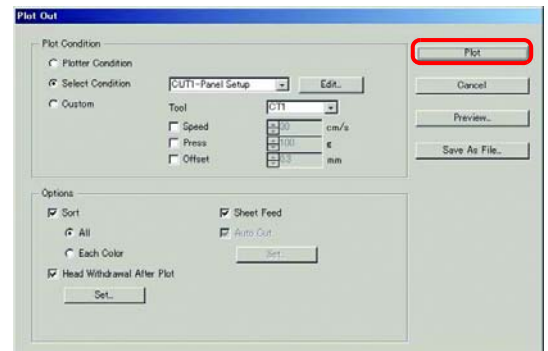 Plot Out
Plot Condition
Plotter Condition
Select Condition
CUT1-Panel Setup
Edit...
Custom
Tool
CT1
Speed
30
cm/s
Press
100
g
Offset
0.3
mm
Plot
Cancel
Preview...
Save As File...
Options
Sort
All
Each Color
Head Withdrawal After Plot
Set...
Sheet Feed
Auto Cut
Set...